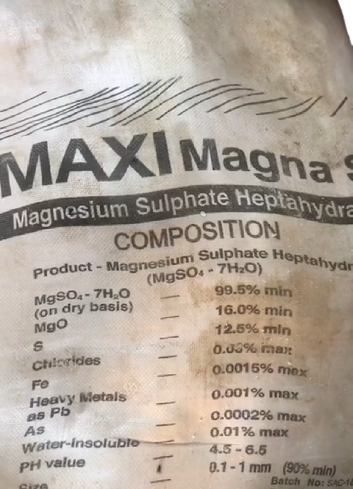 MAXI Magna S
Magnesium Sulphate Heptahydra
COMPOSITION
Product - Magnesium Sulphate Heptahydr
(MgSO₄ - 7H₂O)
MgSO₄ - 7H₂O — 99.5% min
(on dry basis)
MgO — 16.0% min
S — 12.5% min
Chlorides — max
Fe — 0.0015% max
Heavy Metals — 0.001% max
as Pb
As — 0.0002% max
Water-Insoluble — 0.01% max
PH value — 4.5 - 6.5
Size 0.1 - 1 mm (90% min)
Batch No: